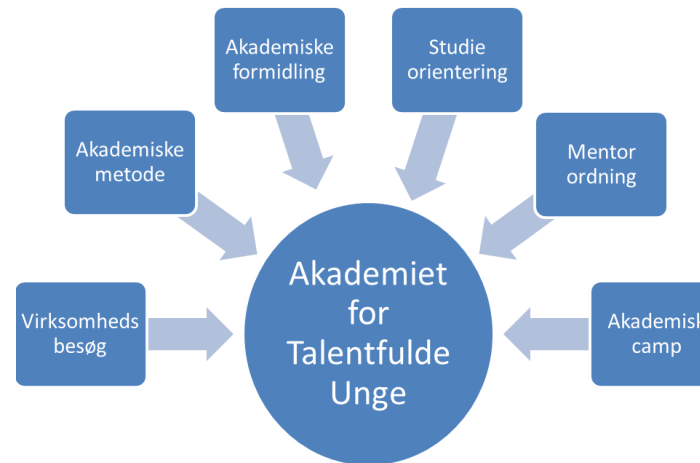 Akademiske
formidling
Studie
orientering
Akademiske
metode
Mentor
ordning
Virksomheds
besøg
Akademiet
for
Talentfulde
Unge
Akademisk
camp